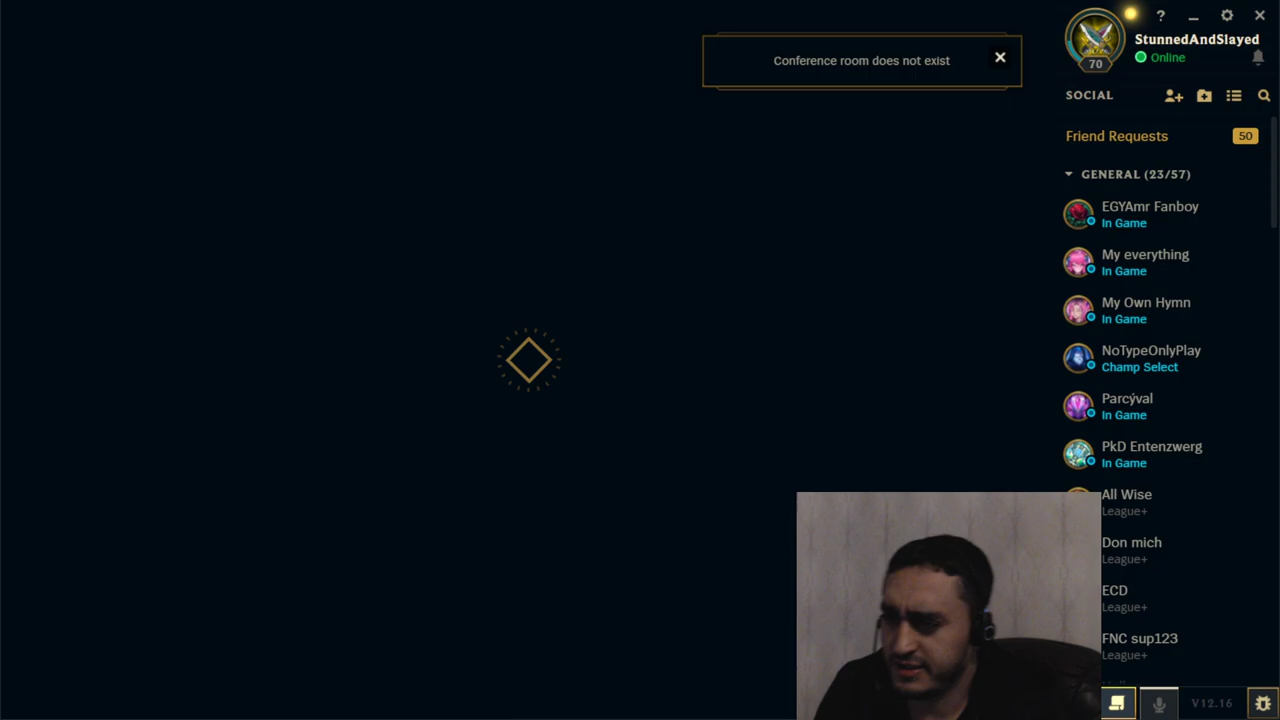 ?
StunnedAndSlayed
Online
70
Conference room does not exist
SOCIAL
Friend Requests
50
GENERAL (23/57)
EGYAmr Fanboy
In Game
My everything
In Game
My Own Hymn
In Game
NoTypeOnlyPlay
Champ Select
Parcýval
In Game
PkD Entenzwerg
In Game
All Wise
League+
Don mich
League+
ECD
League+
FNC sup123
League+
V12.16